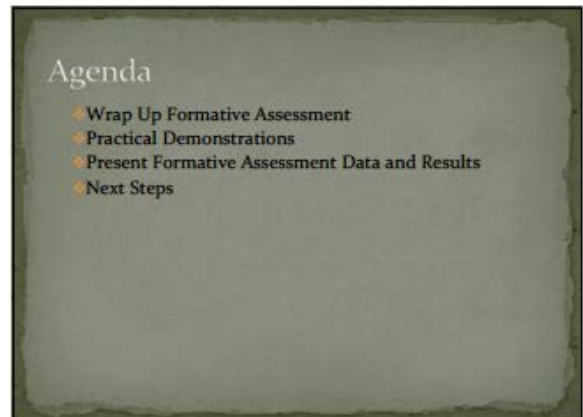 Agenda
Wrap Up Formative Assessment
Practical Demonstrations
Present Formative Assessment Data and Results
Next Steps